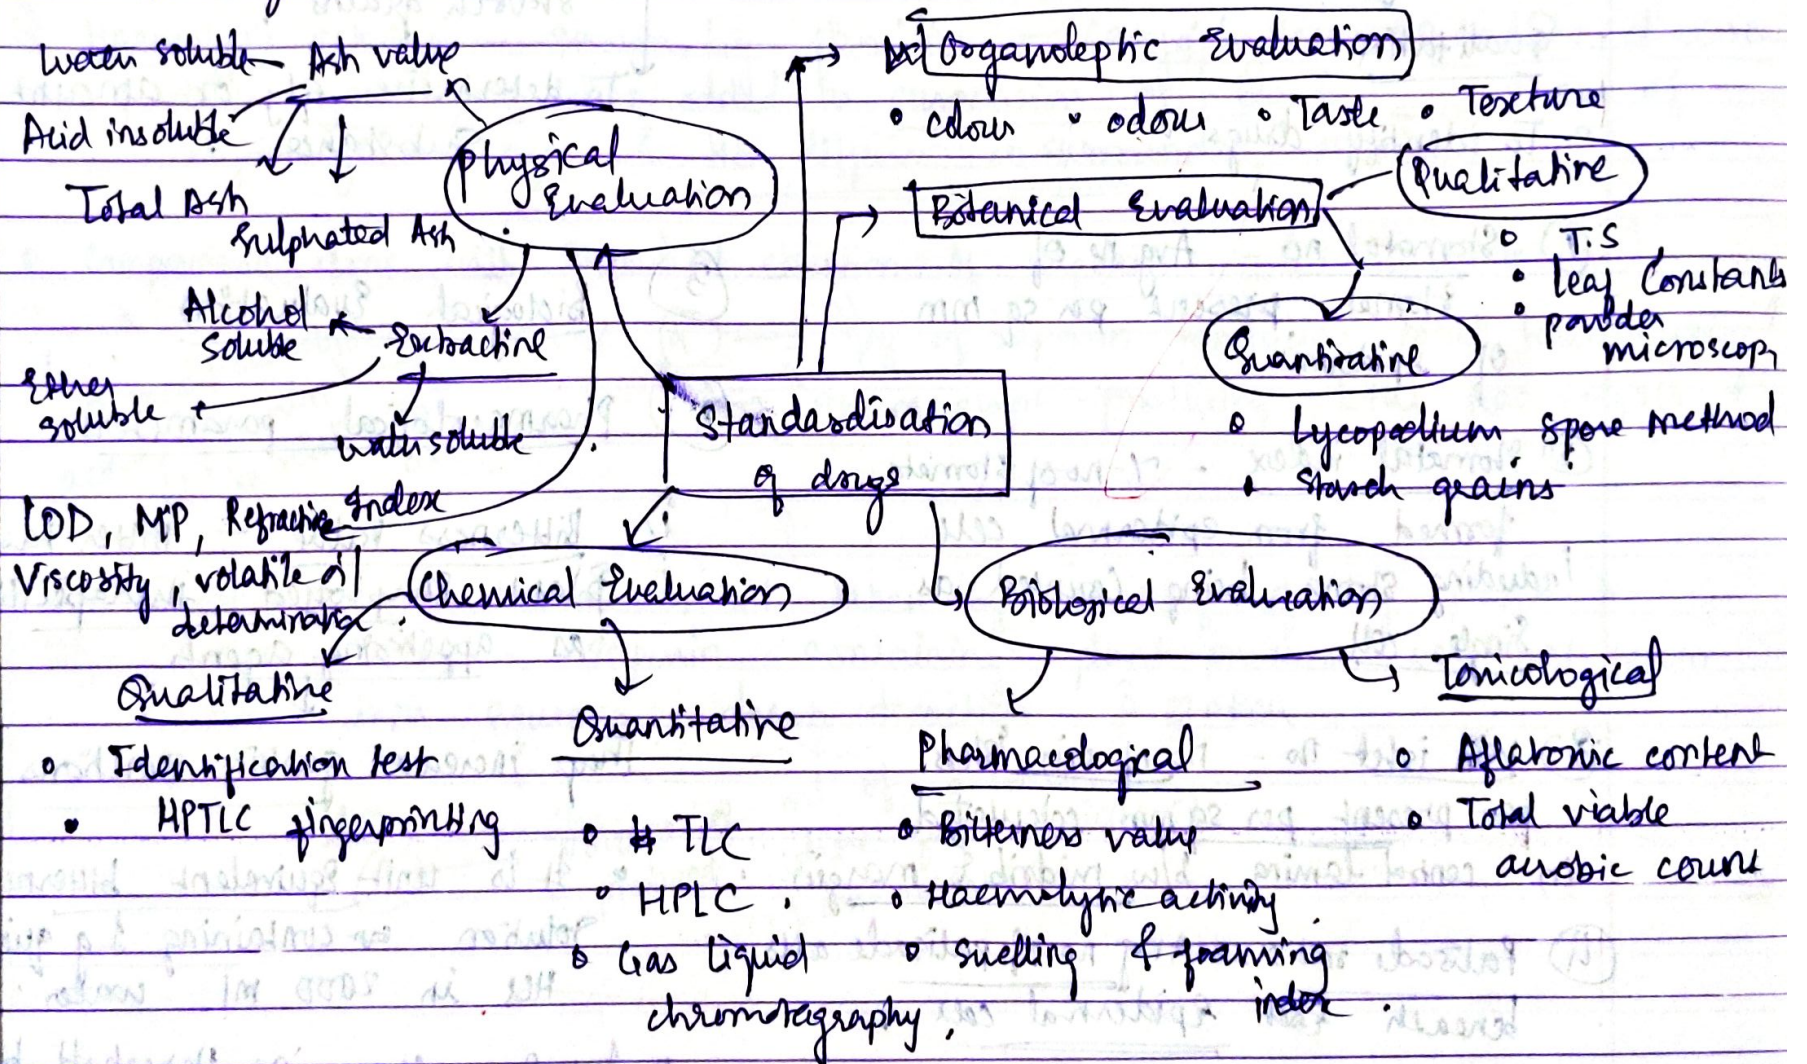 Water soluble
Ash value
Acid insoluble
Total Ash
Sulphated Ash
Physical
Evaluation
Organoleptic Evaluation
• colour • odour • Taste • Texture
Botanical Evaluation
Qualitative
• T.S
• leaf Constants
• powder
microscopy
Quantitative
• Lycopodium spore method
• Starch grains
Alcohol
soluble
Extractive
Ether
soluble
water soluble
Standardisation
of drugs
LOD, MP, Refractive Index
Viscosity, volatile oil
determination.
Chemical Evaluation
Biological Evaluation
Qualitative
• Identification test
• HPTLC fingerprinting
Quantitative
• TLC
• HPLC.
• Gas liquid
chromotography,
Pharmacological
• Bitterness value
• Haemolytic activity
• Swelling & foaming
index.
Toxicological
• Aflatoxic content
• Total viable
aerobic count